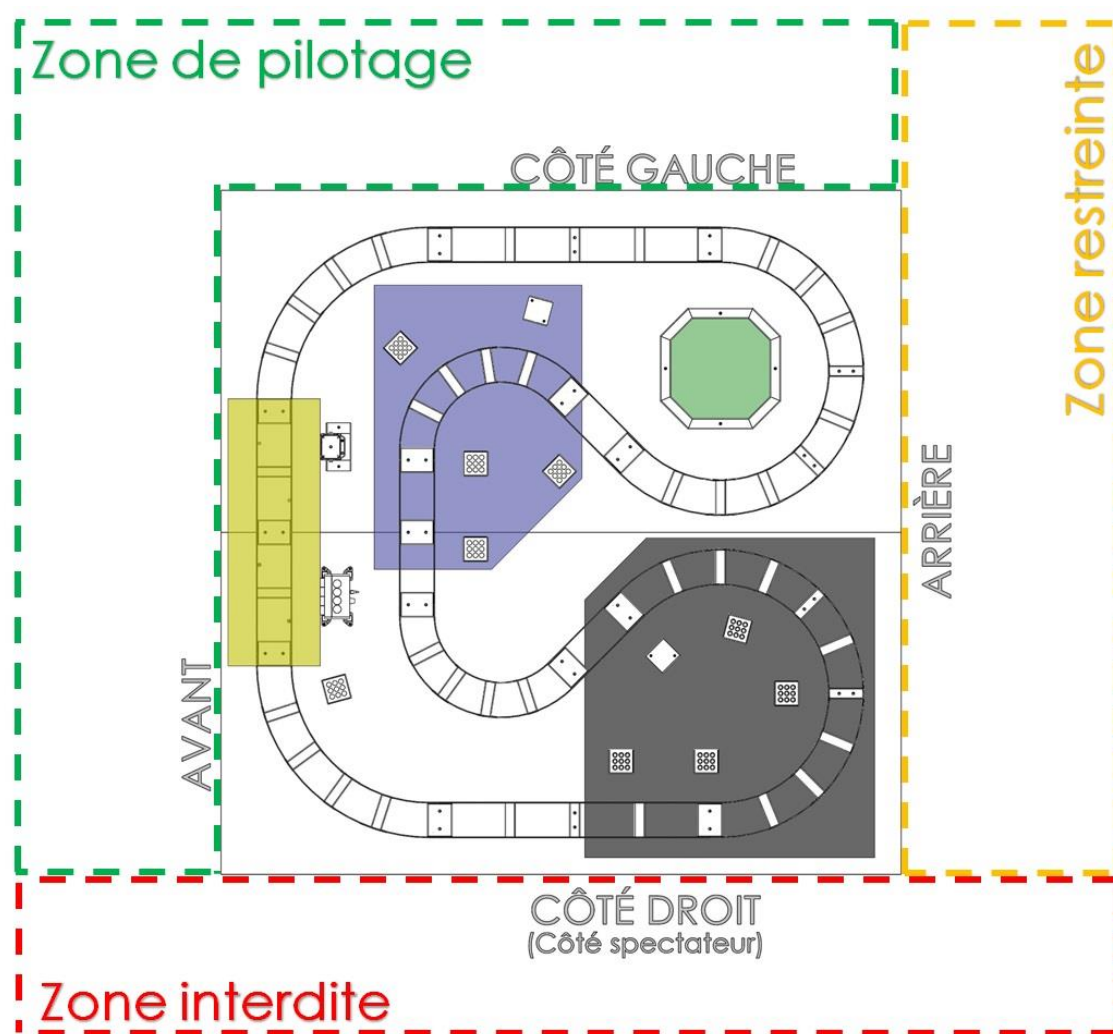 Zone de pilotage
Zone restreinte
CÔTÉ GAUCHE
ARRIÈRE
AVANT
CÔTÉ DROIT
(Côté spectateur)
Zone interdite